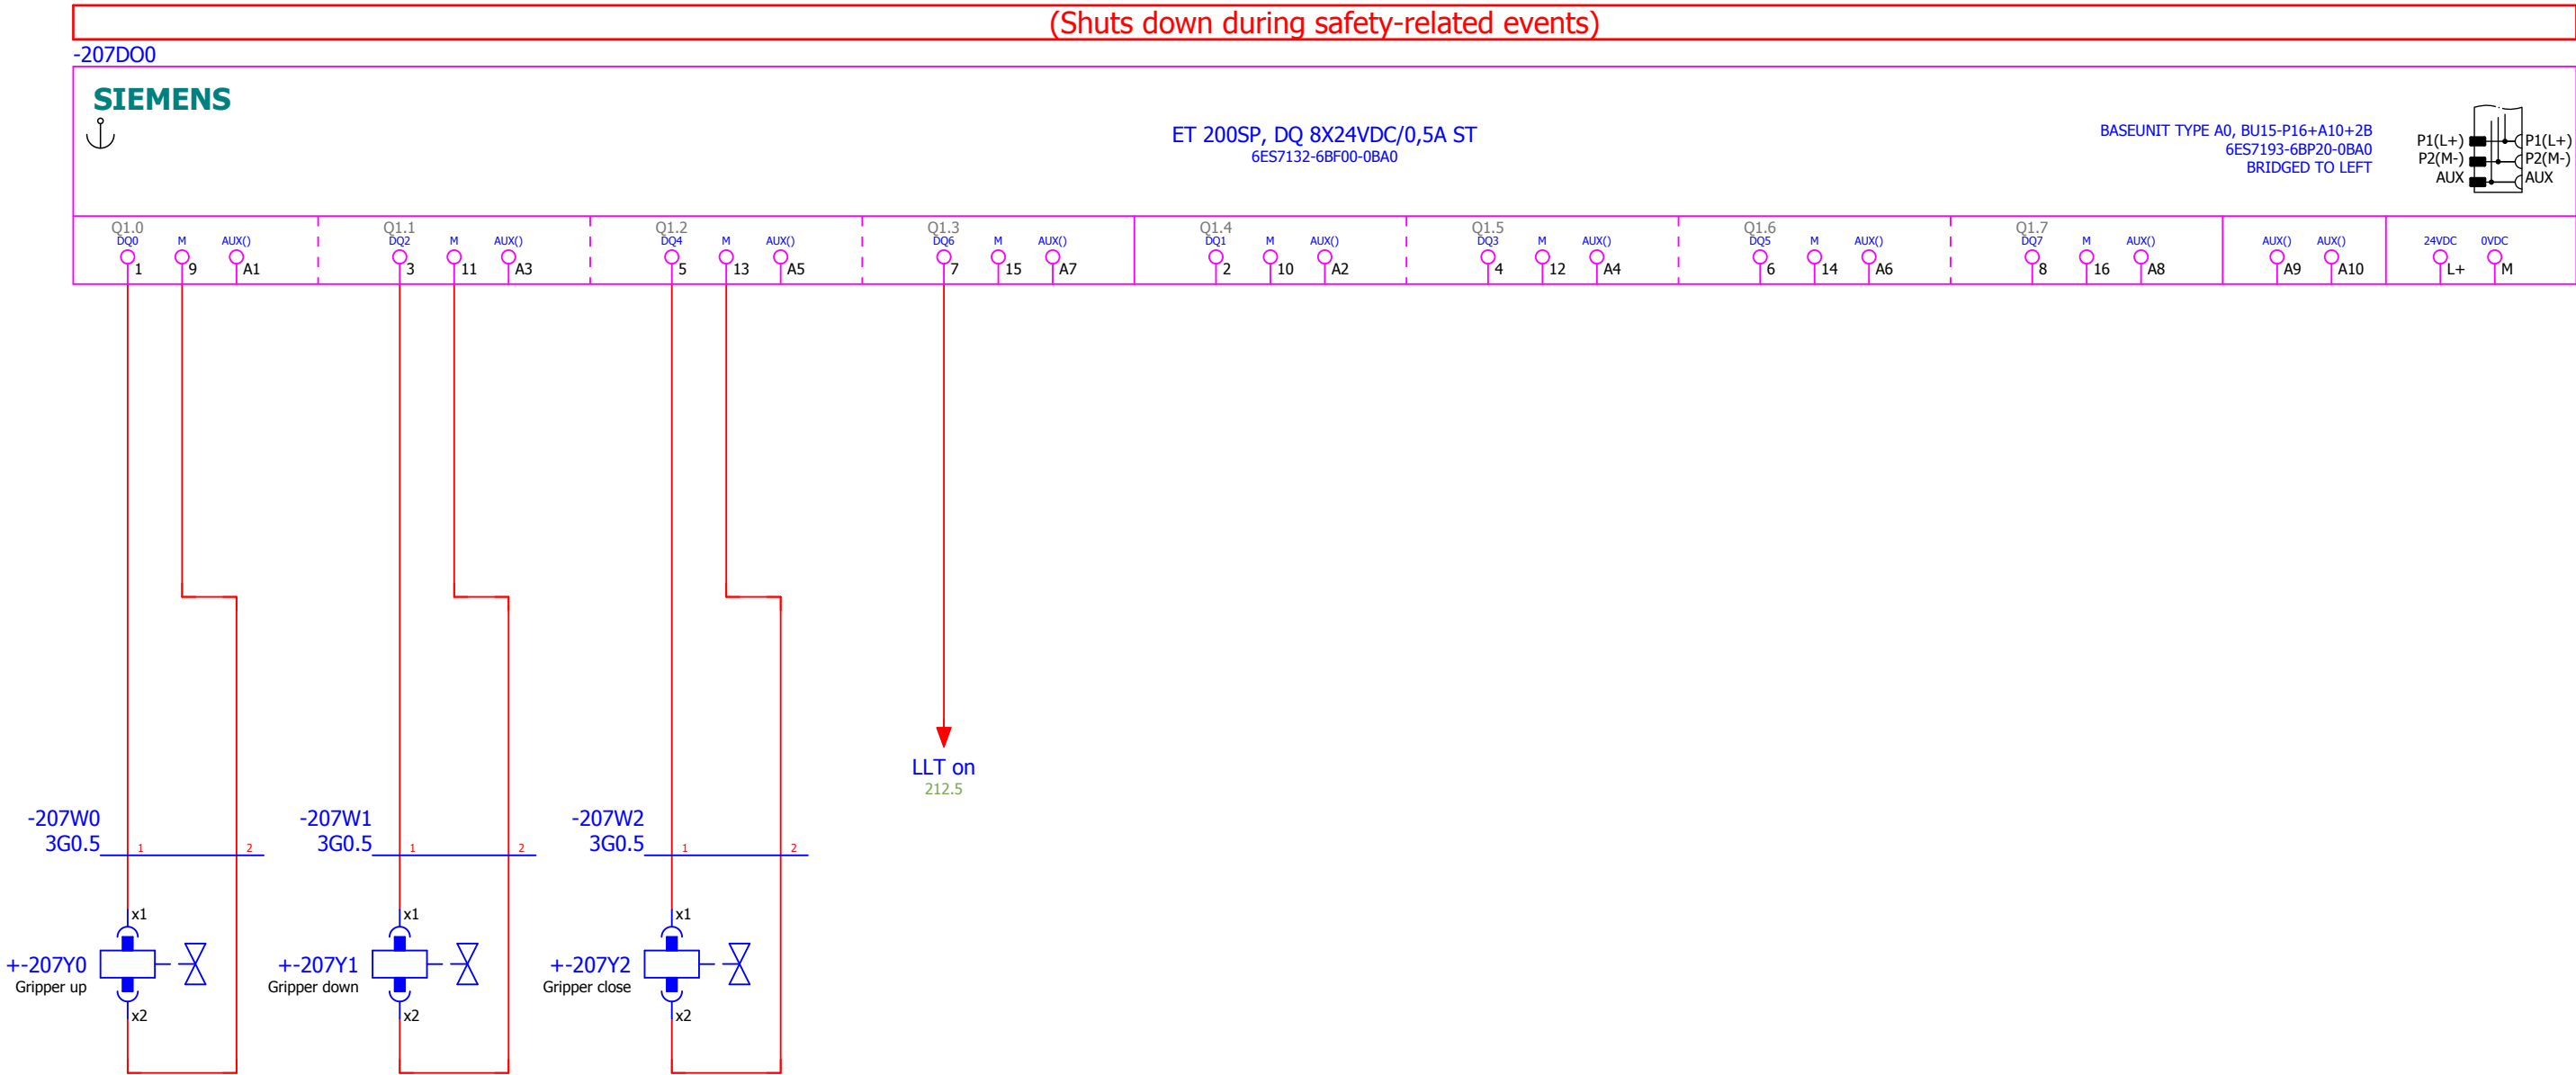 (Shuts down during safety-related events)
-207DO0
SIEMENS
ET 200SP, DQ 8X24VDC/0,5A ST
6ES7132-6BF00-0BA0
BASEUNIT TYPE A0, BU15-P16+A10+2B
6ES7193-6BP20-0BA0
BRIDGED TO LEFT
P1(L+) P1(L+)
P2(M-) P2(M-)
AUX AUX
Q1.0 Q1.1 Q1.2 Q1.3 Q1.4 Q1.5 Q1.6 Q1.7
DQ0 M AUX() DQ2 M AUX() DQ4 M AUX() DQ6 M AUX() DQ1 M AUX() DQ3 M AUX() DQ5 M AUX() DQ7 M AUX() AUX() AUX() 24VDC 0VDC
1 9 A1 3 11 A3 5 13 A5 7 15 A7 2 10 A2 4 12 A4 6 14 A6 8 16 A8 A9 A10 L+ M
LLT on
212.5
-207W0 -207W1 -207W2
3G0.5 1 2 3G0.5 1 2 3G0.5 1 2
x1 x1 x1
+-207Y0 +-207Y1 +-207Y2
Gripper up Gripper down Gripper close
x2 x2 x2